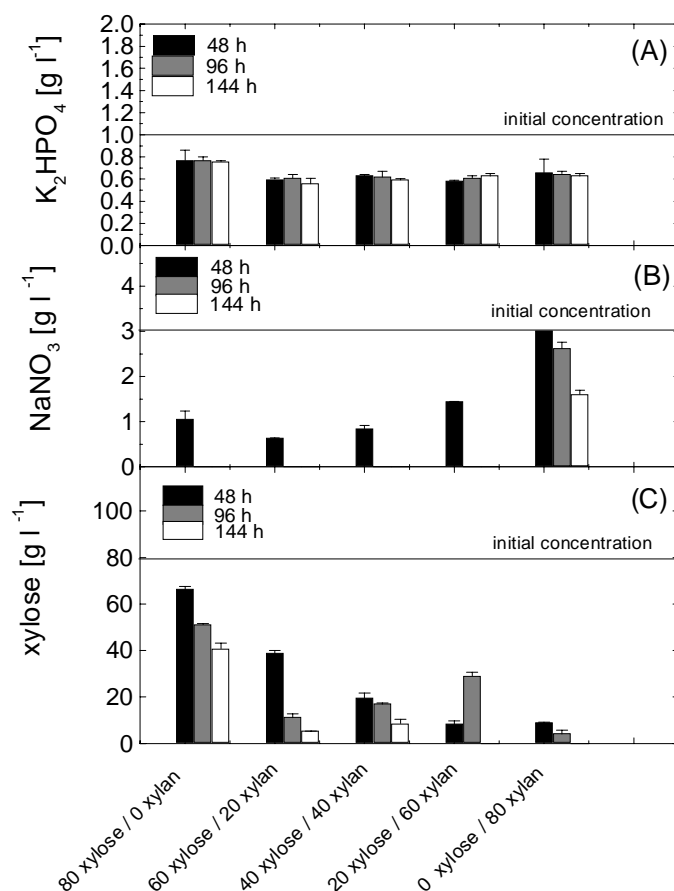 (A)
48 h
96 h
144 h
initial concentration
K₂HPO₄ [g l⁻¹]
2.0
1.8
1.6
1.4
1.2
1.0
0.8
0.6
0.4
0.2
0.0
(B)
48 h
96 h
144 h
initial concentration
NaNO₃ [g l⁻¹]
4
3
2
1
0
(C)
48 h
96 h
144 h
initial concentration
xylose [g l⁻¹]
100
80
60
40
20
0
80 xylose / 0 xylan
60 xylose / 20 xylan
40 xylose / 40 xylan
20 xylose / 60 xylan
0 xylose / 80 xylan